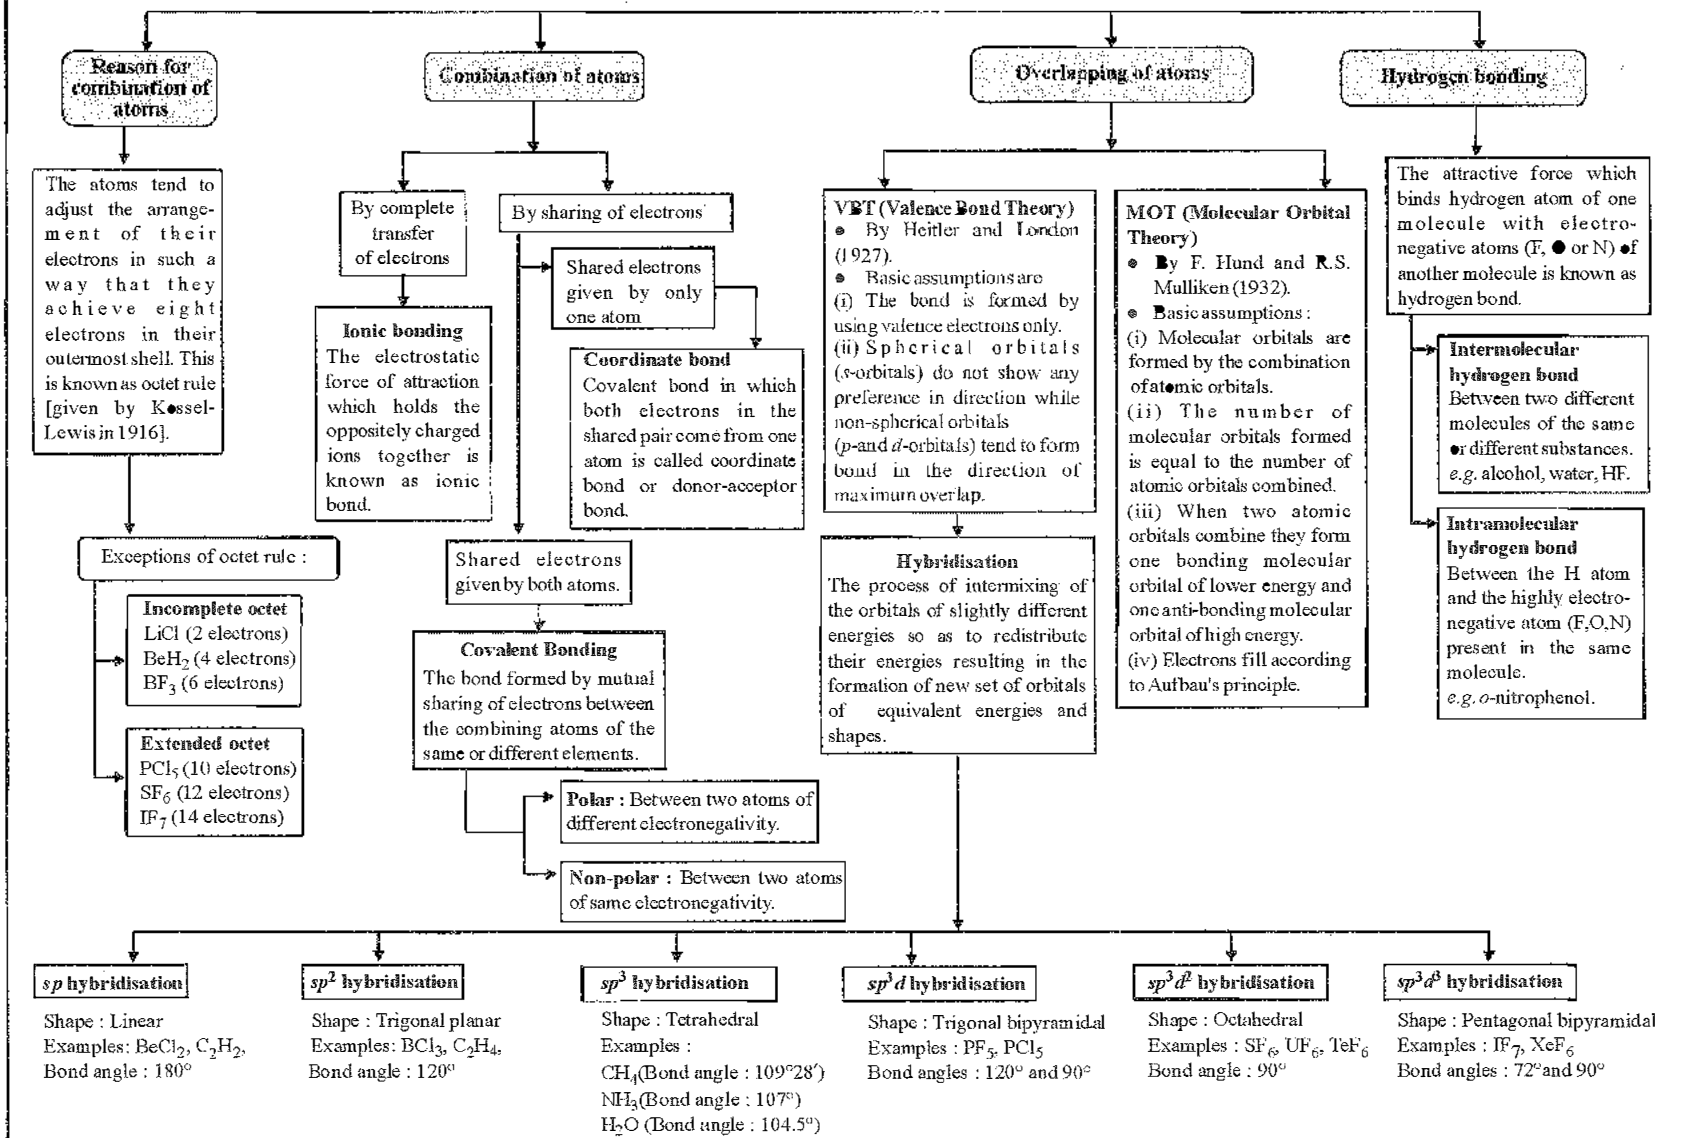 Reason for
combination of
atoms
Combination of atoms
Overlapping of atoms
Hydrogen bonding
The atoms tend to
adjust the arrange-
ment of their
electrons in such a
way that they
achieve eight
electrons in their
outermost shell. This
is known as octet rule
[given by Kossel-
Lewis in 1916].
Exceptions of octet rule :
Incomplete octet
LiCl (2 electrons)
BeH₂ (4 electrons)
BF₃ (6 electrons)
Extended octet
PCl₅ (10 electrons)
SF₆ (12 electrons)
IF₇ (14 electrons)
By complete
transfer
of electrons
Ionic bonding
The electrostatic
force of attraction
which holds the
oppositely charged
ions together is
known as ionic
bond.
By sharing of electrons
Shared electrons
given by only
one atom
Coordinate bond
Covalent bond in which
both electrons in the
shared pair come from one
atom is called coordinate
bond or donor-acceptor
bond.
Shared electrons
given by both atoms.
Covalent Bonding
The bond formed by mutual
sharing of electrons between
the combining atoms of the
same or different elements.
Polar : Between two atoms of
different electronegativity.
Non-polar : Between two atoms
of same electronegativity.
VBT (Valence Bond Theory)
• By Heitler and London
(1927).
• Basic assumptions are
(i) The bond is formed by
using valence electrons only.
(ii) Spherical orbitals
(s-orbitals) do not show any
preference in direction while
non-spherical orbitals
(p-and d-orbitals) tend to form
bond in the direction of
maximum overlap.
Hybridisation
The process of intermixing of
the orbitals of slightly different
energies so as to redistribute
their energies resulting in the
formation of new set of orbitals
of equivalent energies and
shapes.
MOT (Molecular Orbital
Theory)
• By F. Hund and R.S.
Mulliken (1932).
• Basic assumptions :
(i) Molecular orbitals are
formed by the combination
of atomic orbitals.
(ii) The number of
molecular orbitals formed
is equal to the number of
atomic orbitals combined.
(iii) When two atomic
orbitals combine they form
one bonding molecular
orbital of lower energy and
one anti-bonding molecular
orbital of high energy.
(iv) Electrons fill according
to Aufbau's principle.
The attractive force which
binds hydrogen atom of one
molecule with electro-
negative atoms (F, O or N) of
another molecule is known as
hydrogen bond.
Intermolecular
hydrogen bond
Between two different
molecules of the same
or different substances.
e.g. alcohol, water, HF.
Intramolecular
hydrogen bond
Between the H atom
and the highly electro-
negative atom (F,O,N)
present in the same
molecule.
e.g. o-nitrophenol.
sp hybridisation
Shape : Linear
Examples: BeCl₂, C₂H₂,
Bond angle : 180°
sp² hybridisation
Shape : Trigonal planar
Examples: BCl₃, C₂H₄,
Bond angle : 120°
sp³ hybridisation
Shape : Tetrahedral
Examples :
CH₄(Bond angle : 109°28′)
NH₃(Bond angle : 107°)
H₂O (Bond angle : 104.5°)
sp³d hybridisation
Shape : Trigonal bipyramidal
Examples : PF₅, PCl₅
Bond angles : 120° and 90°
sp³d² hybridisation
Shape : Octahedral
Examples : SF₆, UF₆, TeF₆
Bond angle : 90°
sp³d³ hybridisation
Shape : Pentagonal bipyramidal
Examples : IF₇, XeF₆
Bond angles : 72° and 90°